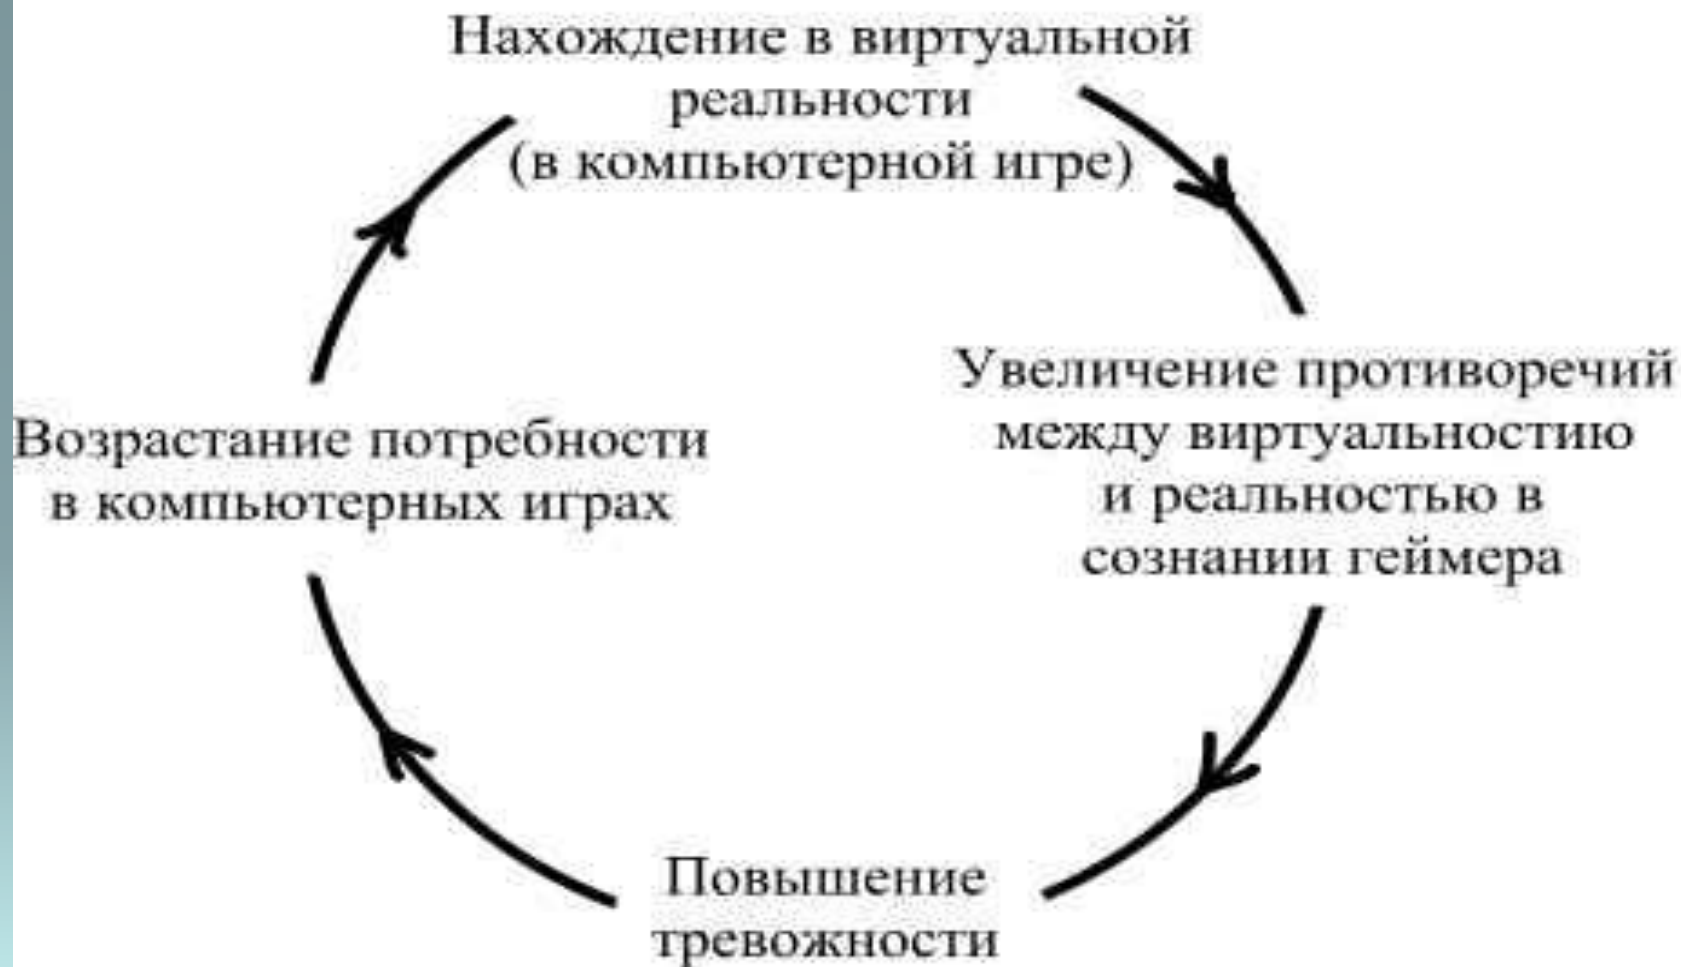 Нахождение в виртуальной
реальности
(в компьютерной игре)
Увеличение противоречий
между виртуальностию
и реальностью в
сознании геймера
Повышение
тревожности
Возрастание потребности
в компьютерных играх